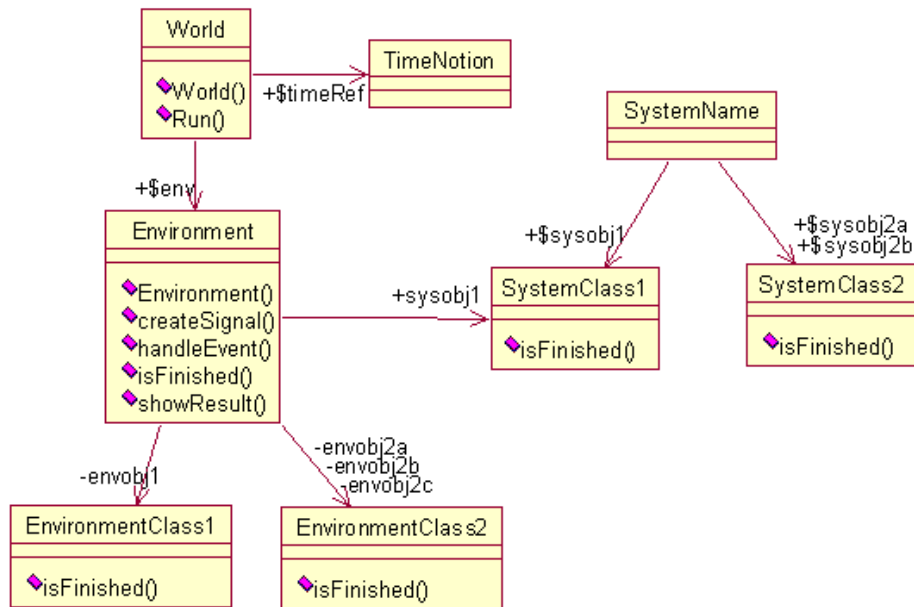 World
World()
Run()
+$timeRef
TimeNotion
SystemName
+$env
Environment
Environment()
createSignal()
handleEvent()
isFinished()
showResult()
+sysobj1
+$sysobj1
SystemClass1
isFinished()
+$sysobj2a
+$sysobj2b
SystemClass2
isFinished()
-envobj1
EnvironmentClass1
isFinished()
-envobj2a
-envobj2b
-envobj2c
EnvironmentClass2
isFinished()